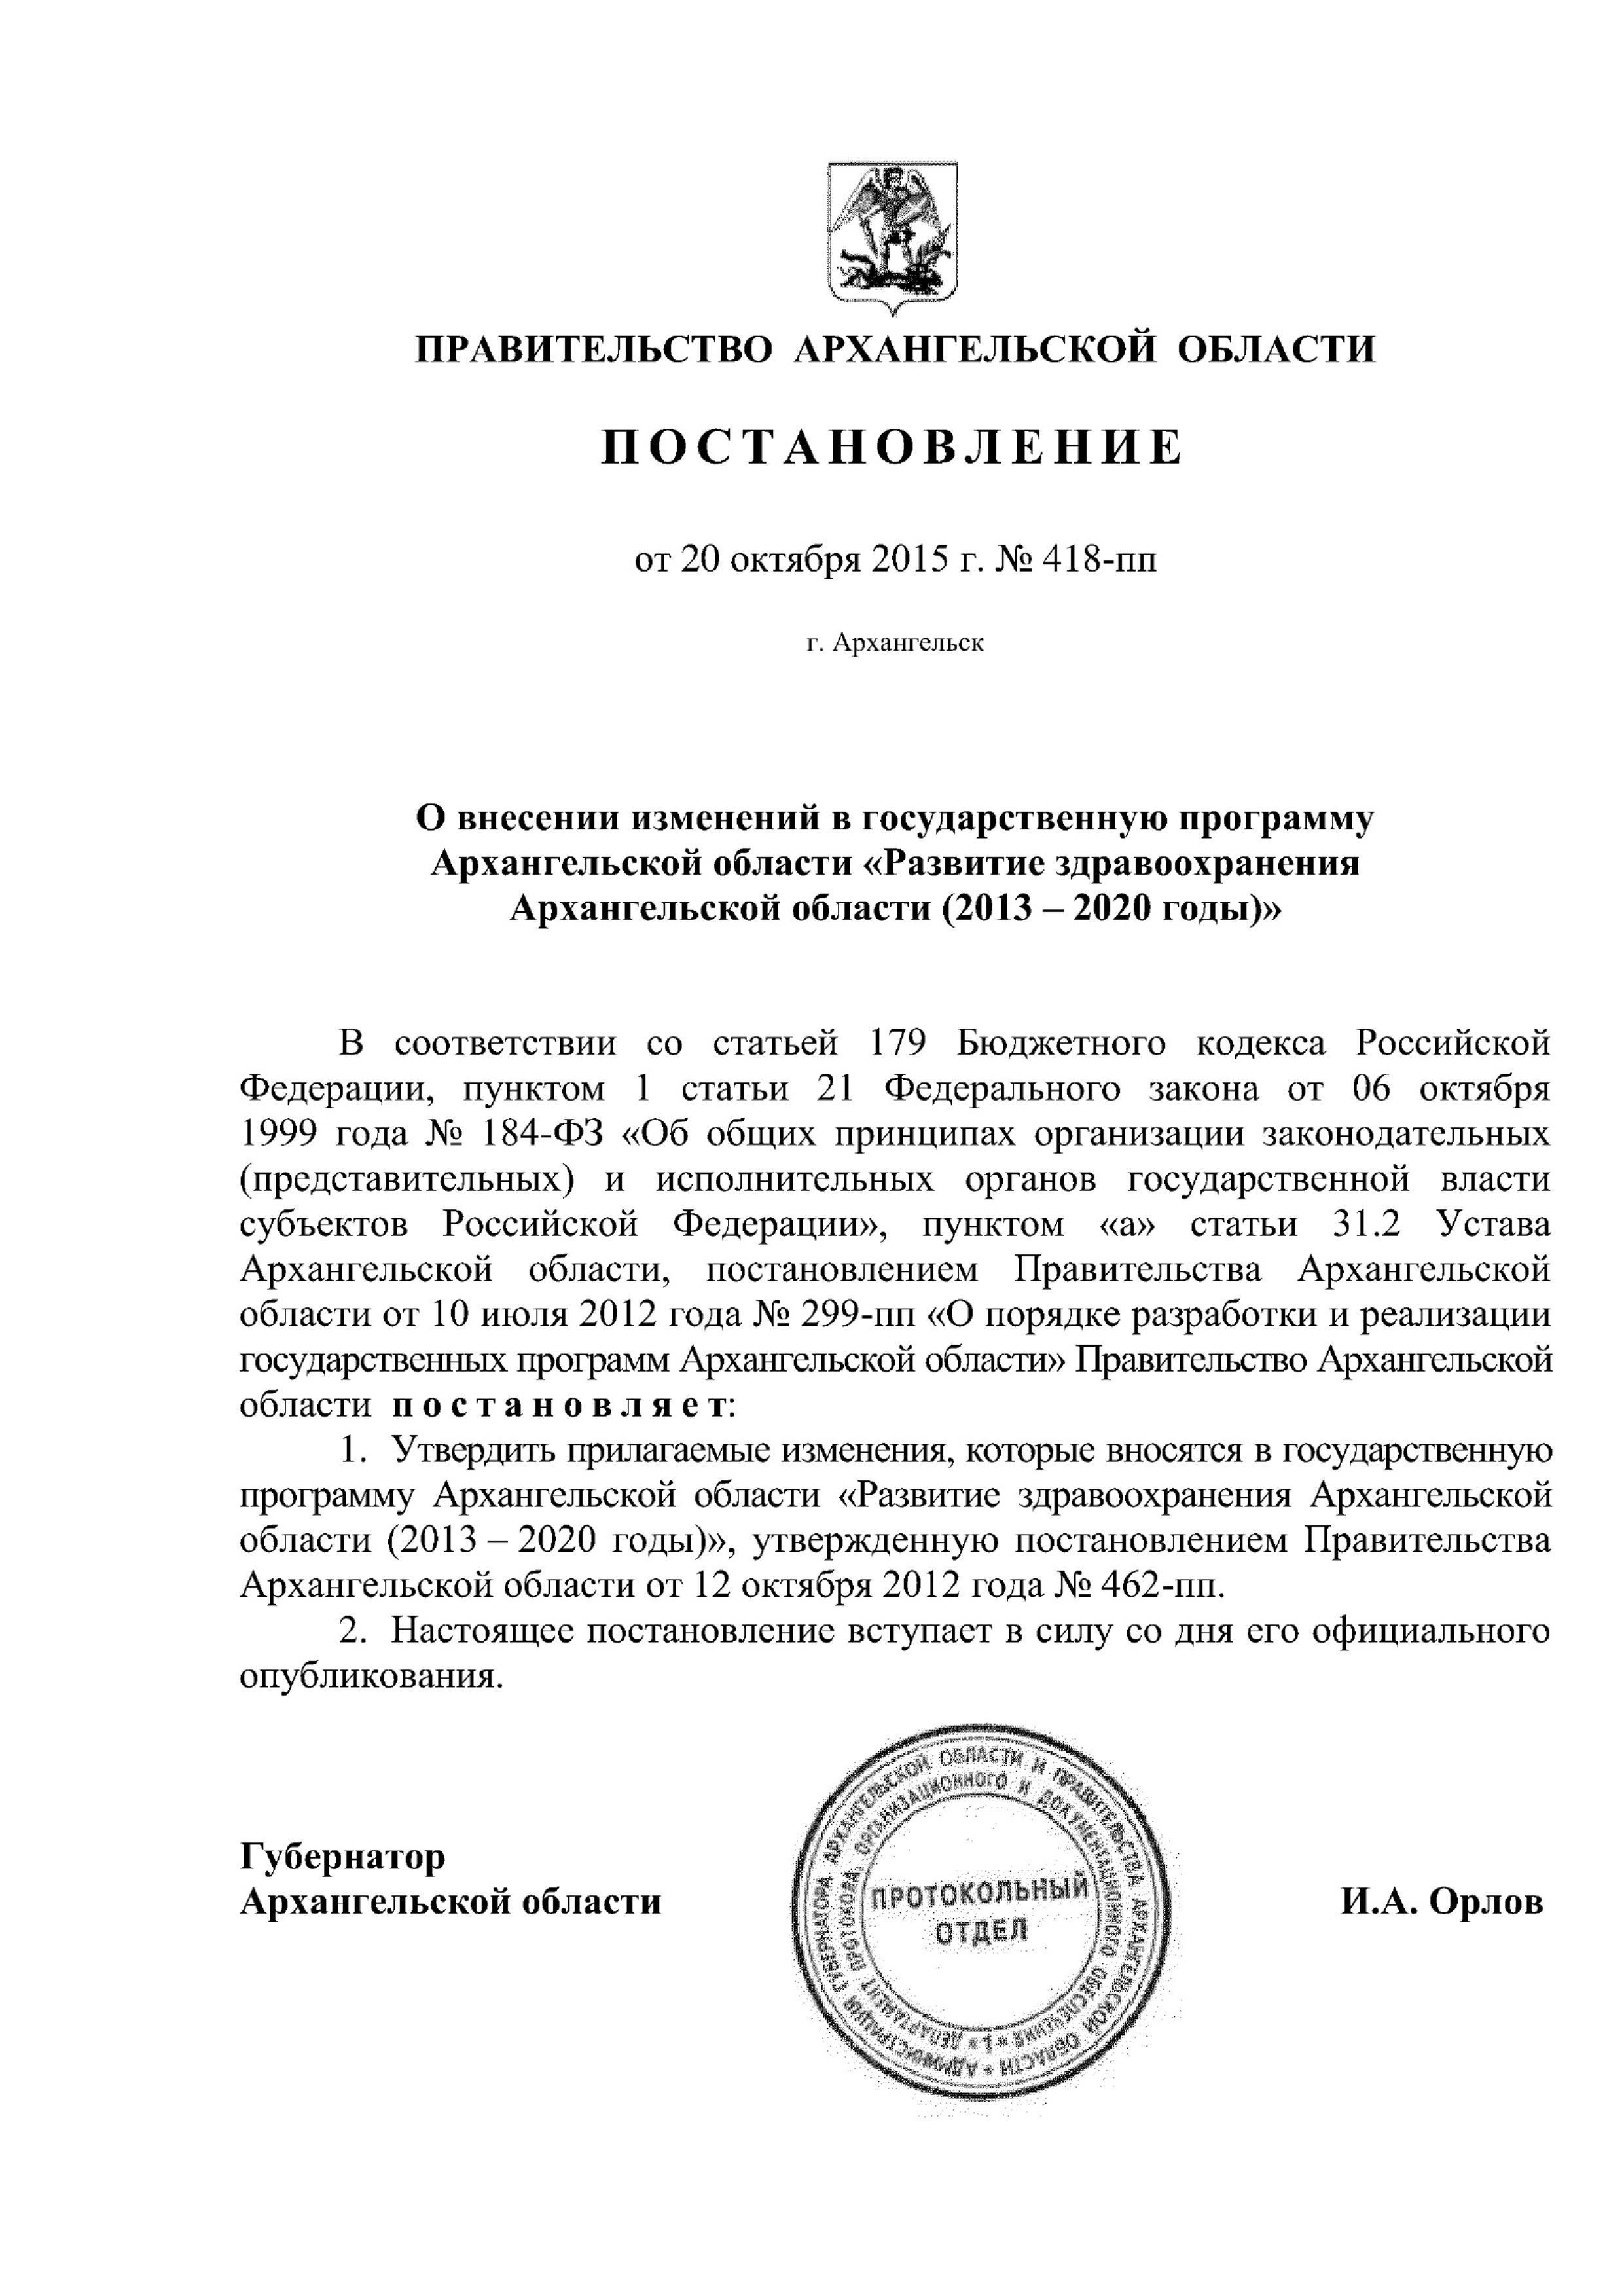 ПРАВИТЕЛЬСТВО АРХАНГЕЛЬСКОЙ ОБЛАСТИ
ПОСТАНОВЛЕНИЕ
от 20 октября 2015 г. № 418-пп
г. Архангельск
О внесении изменений в государственную программу
Архангельской области «Развитие здравоохранения
Архангельской области (2013 – 2020 годы)»
В соответствии со статьей 179 Бюджетного кодекса Российской
Федерации, пунктом 1 статьи 21 Федерального закона от 06 октября
1999 года № 184-ФЗ «Об общих принципах организации законодательных
(представительных) и исполнительных органов государственной власти
субъектов Российской Федерации», пунктом «а» статьи 31.2 Устава
Архангельской области, постановлением Правительства Архангельской
области от 10 июля 2012 года № 299-пп «О порядке разработки и реализации
государственных программ Архангельской области» Правительство Архангельской
области п о с т а н о в л я е т:
1. Утвердить прилагаемые изменения, которые вносятся в государственную
программу Архангельской области «Развитие здравоохранения Архангельской
области (2013 – 2020 годы)», утвержденную постановлением Правительства
Архангельской области от 12 октября 2012 года № 462-пп.
2. Настоящее постановление вступает в силу со дня его официального
опубликования.
Губернатор
Архангельской области
И.А. Орлов
АДМИНИСТРАЦИЯ ГУБЕРНАТОРА АРХАНГЕЛЬСКОЙ ОБЛАСТИ И ПРАВИТЕЛЬСТВА АРХАНГЕЛЬСКОЙ ОБЛАСТИ *
ДЕПАРТАМЕНТ ПРОТОКОЛА, ОРГАНИЗАЦИОННОГО И ДОКУМЕНТАЦИОННОГО ОБЕСПЕЧЕНИЯ * 1 *
ПРОТОКОЛЬНЫЙ
ОТДЕЛ